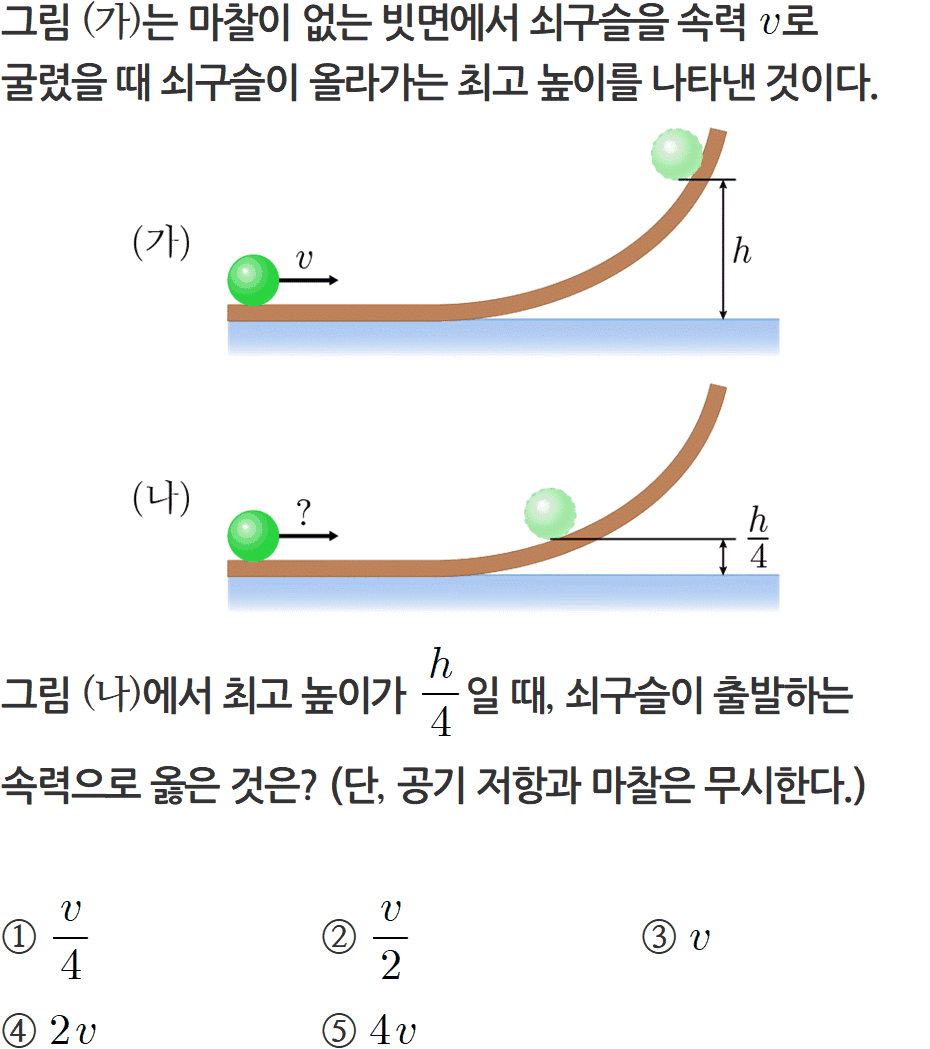 그림 (가)는 마찰이 없는 빗면에서 쇠구슬을 속력 v로
굴렸을 때 쇠구슬이 올라가는 최고 높이를 나타낸 것이다.
(가)
v
h
(나)
?
h/4
그림 (나)에서 최고 높이가 h/4일 때, 쇠구슬이 출발하는
속력으로 옳은 것은? (단, 공기 저항과 마찰은 무시한다.)
① v/4 ② v/2 ③ v
④ 2v ⑤ 4v